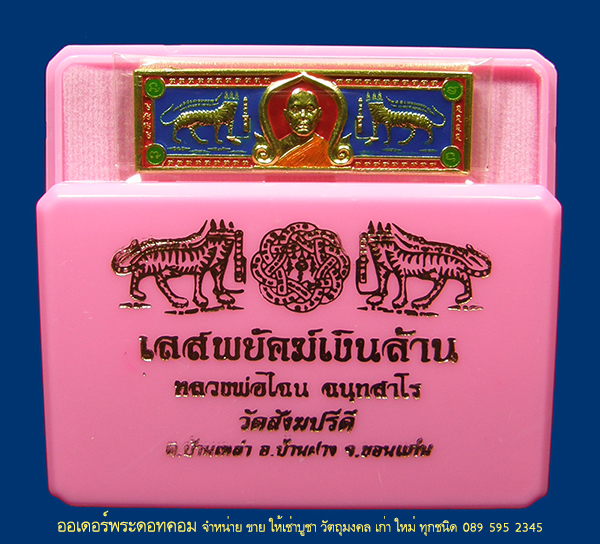 เลสพยัคฆ์เงินล้าน
หลวงพ่อไฉน ฉนฺทสาโร
วัดสังฆปรีดี
ต.บ้านเหล่า อ.บ้านฝาง จ.ขอนแก่น
ออเดอร์พระดอทคอม จำหน่าย ขาย ให้เช่าบูชา วัตถุมงคล เก่า ใหม่ ทุกชนิด 089 595 2345